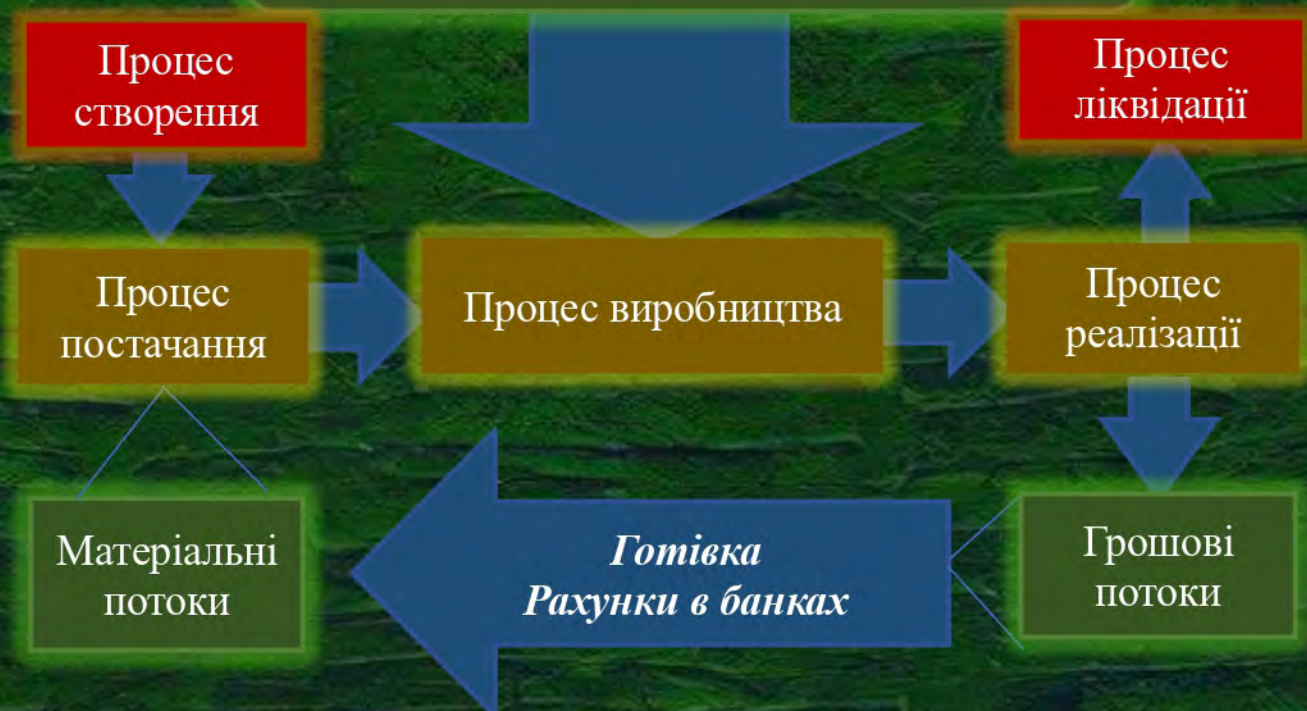 Процес
створення
Процес
ліквідації
Процес
постачання
Процес виробництва
Процес
реалізації
Матеріальні
потоки
Готівка
Рахунки в банках
Грошові
потоки